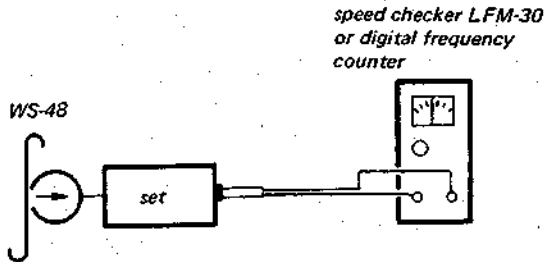 speed checker LFM-30
or digital frequency
counter
WS-48
set